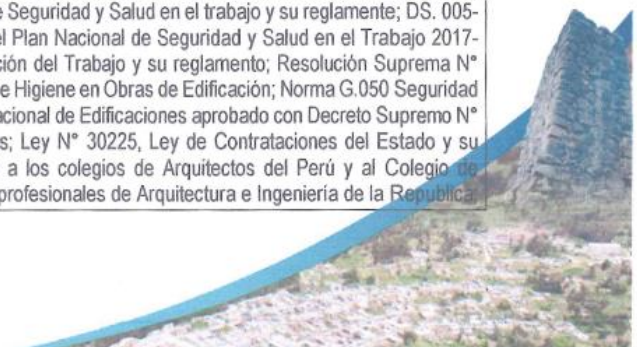 e Seguridad y Salud en el trabajo y su reglamente; DS. 005-
el Plan Nacional de Seguridad y Salud en el Trabajo 2017-
ción del Trabajo y su reglamento; Resolución Suprema N°
e Higiene en Obras de Edificación; Norma G.050 Seguridad
acional de Edificaciones aprobado con Decreto Supremo N°
s; Ley N° 30225, Ley de Contrataciones del Estado y su
a los colegios de Arquitectos del Perú y al Colegio de
profesionales de Arquitectura e Ingeniería de la Republica.